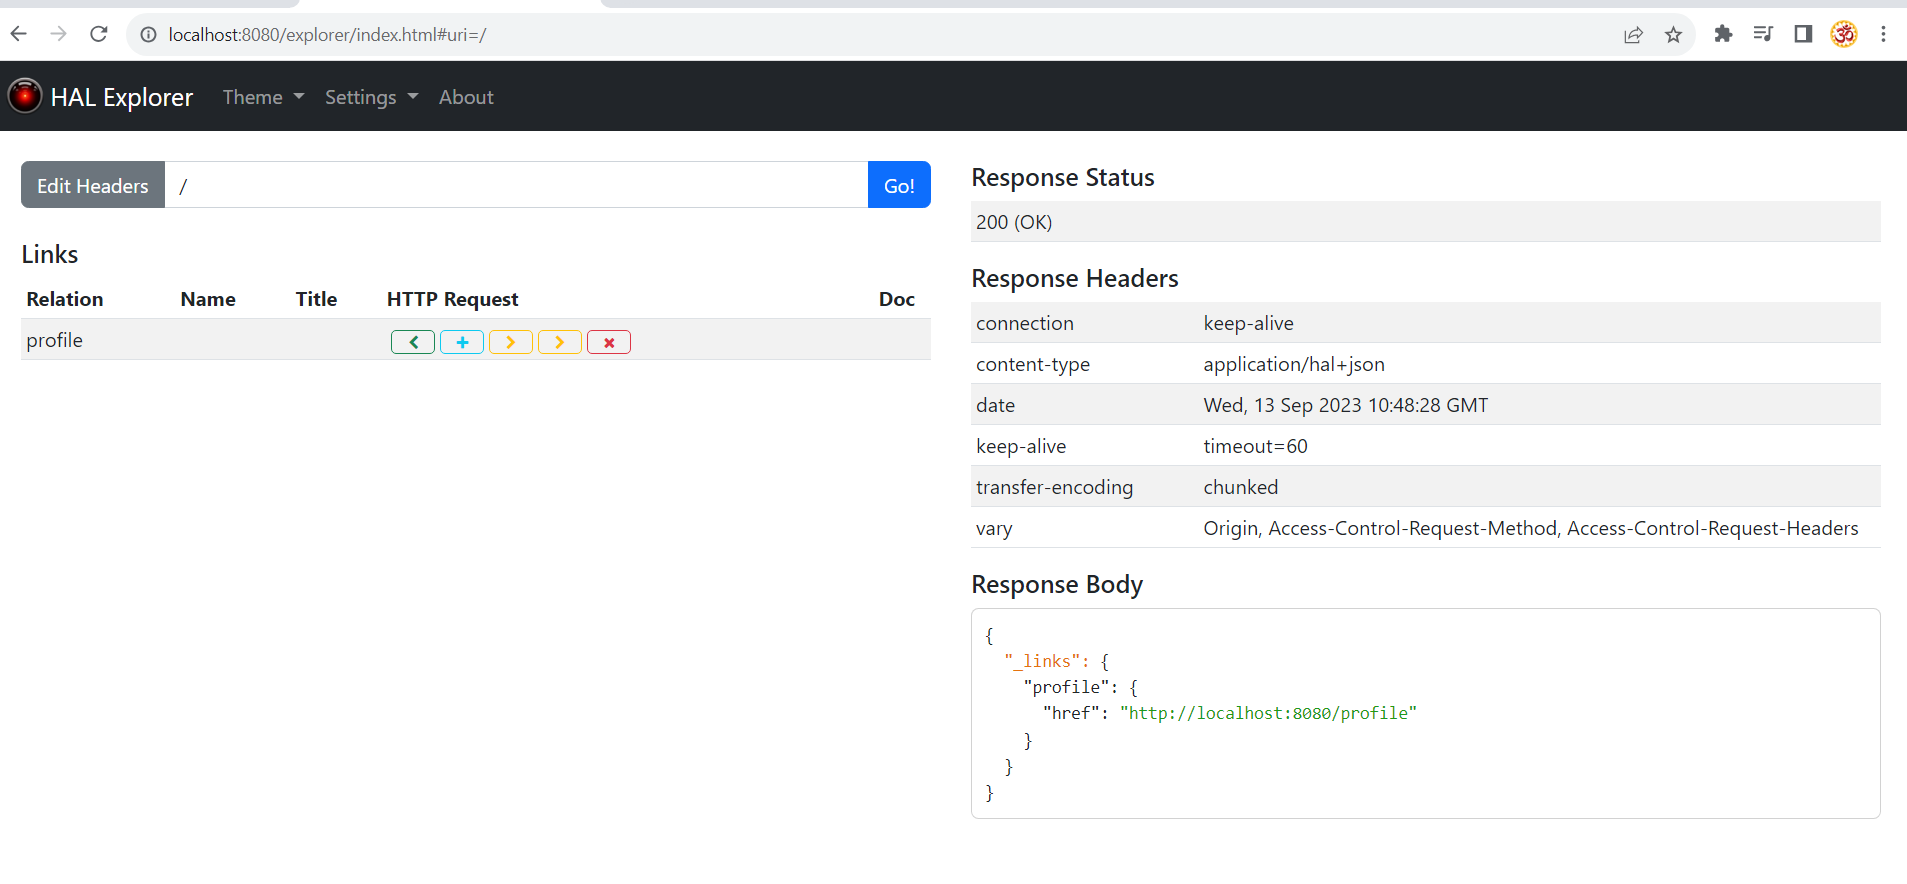 localhost:8080/explorer/index.html#uri=/
HAL Explorer Theme Settings About
Edit Headers / Go!
Links
Relation Name Title HTTP Request Doc
profile
Response Status
200 (OK)
Response Headers
connection keep-alive
content-type application/hal+json
date Wed, 13 Sep 2023 10:48:28 GMT
keep-alive timeout=60
transfer-encoding chunked
vary Origin, Access-Control-Request-Method, Access-Control-Request-Headers
Response Body
{
"_links": {
"profile": {
"href": "http://localhost:8080/profile"
}
}
}